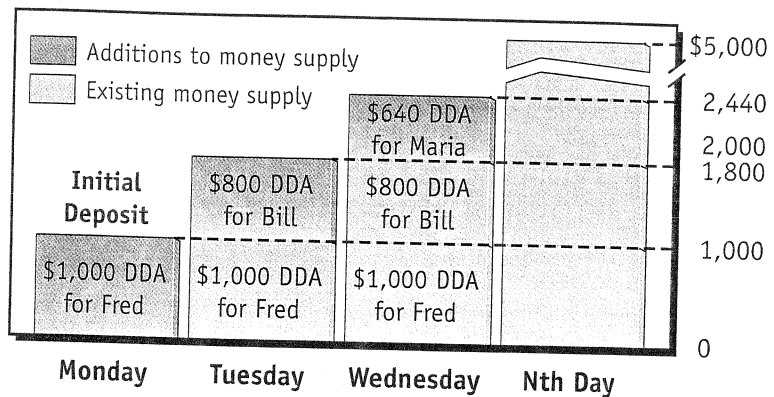 Additions to money supply
Existing money supply
Initial
Deposit
$1,000 DDA
for Fred
$800 DDA
for Bill
$1,000 DDA
for Fred
$640 DDA
for Maria
$800 DDA
for Bill
$1,000 DDA
for Fred
$5,000
2,440
2,000
1,800
1,000
0
Monday
Tuesday
Wednesday
Nth Day